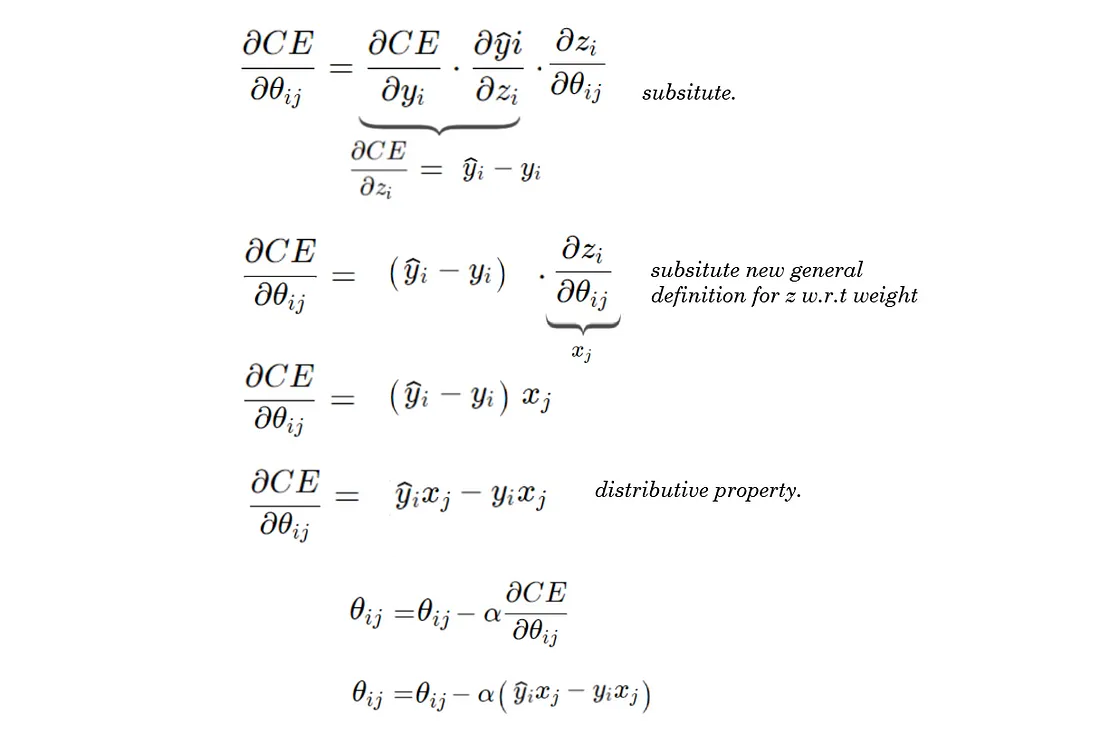 ∂CE/∂θᵢⱼ = ∂CE/∂yᵢ · ∂ŷi/∂zᵢ · ∂zᵢ/∂θᵢⱼ subsitute.
∂CE/∂zᵢ = ŷᵢ − yᵢ
∂CE/∂θᵢⱼ = (ŷᵢ − yᵢ) · ∂zᵢ/∂θᵢⱼ subsitute new general
definition for z w.r.t weight
xⱼ
∂CE/∂θᵢⱼ = (ŷᵢ − yᵢ) xⱼ
∂CE/∂θᵢⱼ = ŷᵢxⱼ − yᵢxⱼ distributive property.
θᵢⱼ = θᵢⱼ − α ∂CE/∂θᵢⱼ
θᵢⱼ = θᵢⱼ − α(ŷᵢxⱼ − yᵢxⱼ)